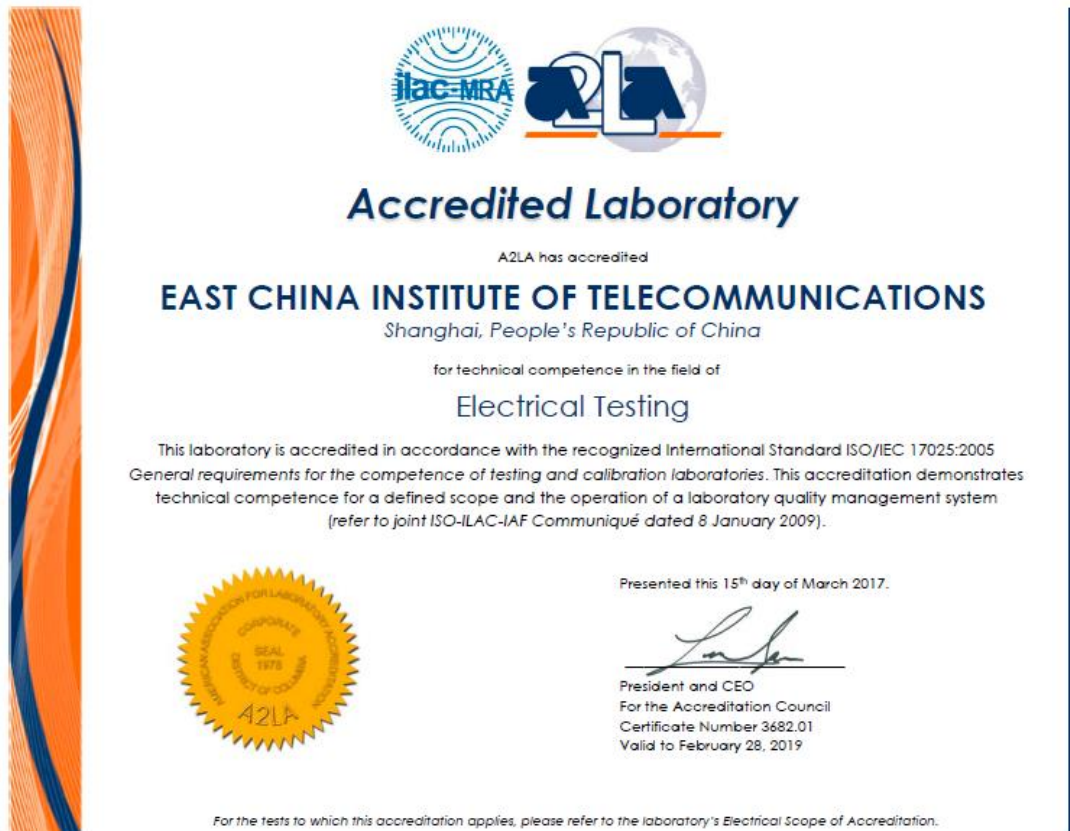 ilac-MRA
A2LA
Accredited Laboratory
A2LA has accredited
EAST CHINA INSTITUTE OF TELECOMMUNICATIONS
Shanghai, People's Republic of China
for technical competence in the field of
Electrical Testing
This laboratory is accredited in accordance with the recognized International Standard ISO/IEC 17025:2005
General requirements for the competence of testing and calibration laboratories. This accreditation demonstrates
technical competence for a defined scope and the operation of a laboratory quality management system
(refer to joint ISO-ILAC-IAF Communiqué dated 8 January 2009).
AMERICAN ASSOCIATION FOR LABORATORY ACCREDITATION
CORPORATE
SEAL
1978
DISTRICT OF COLUMBIA
A2LA
Presented this 15th day of March 2017.
President and CEO
For the Accreditation Council
Certificate Number 3682.01
Valid to February 28, 2019
For the tests to which this accreditation applies, please refer to the laboratory's Electrical Scope of Accreditation.